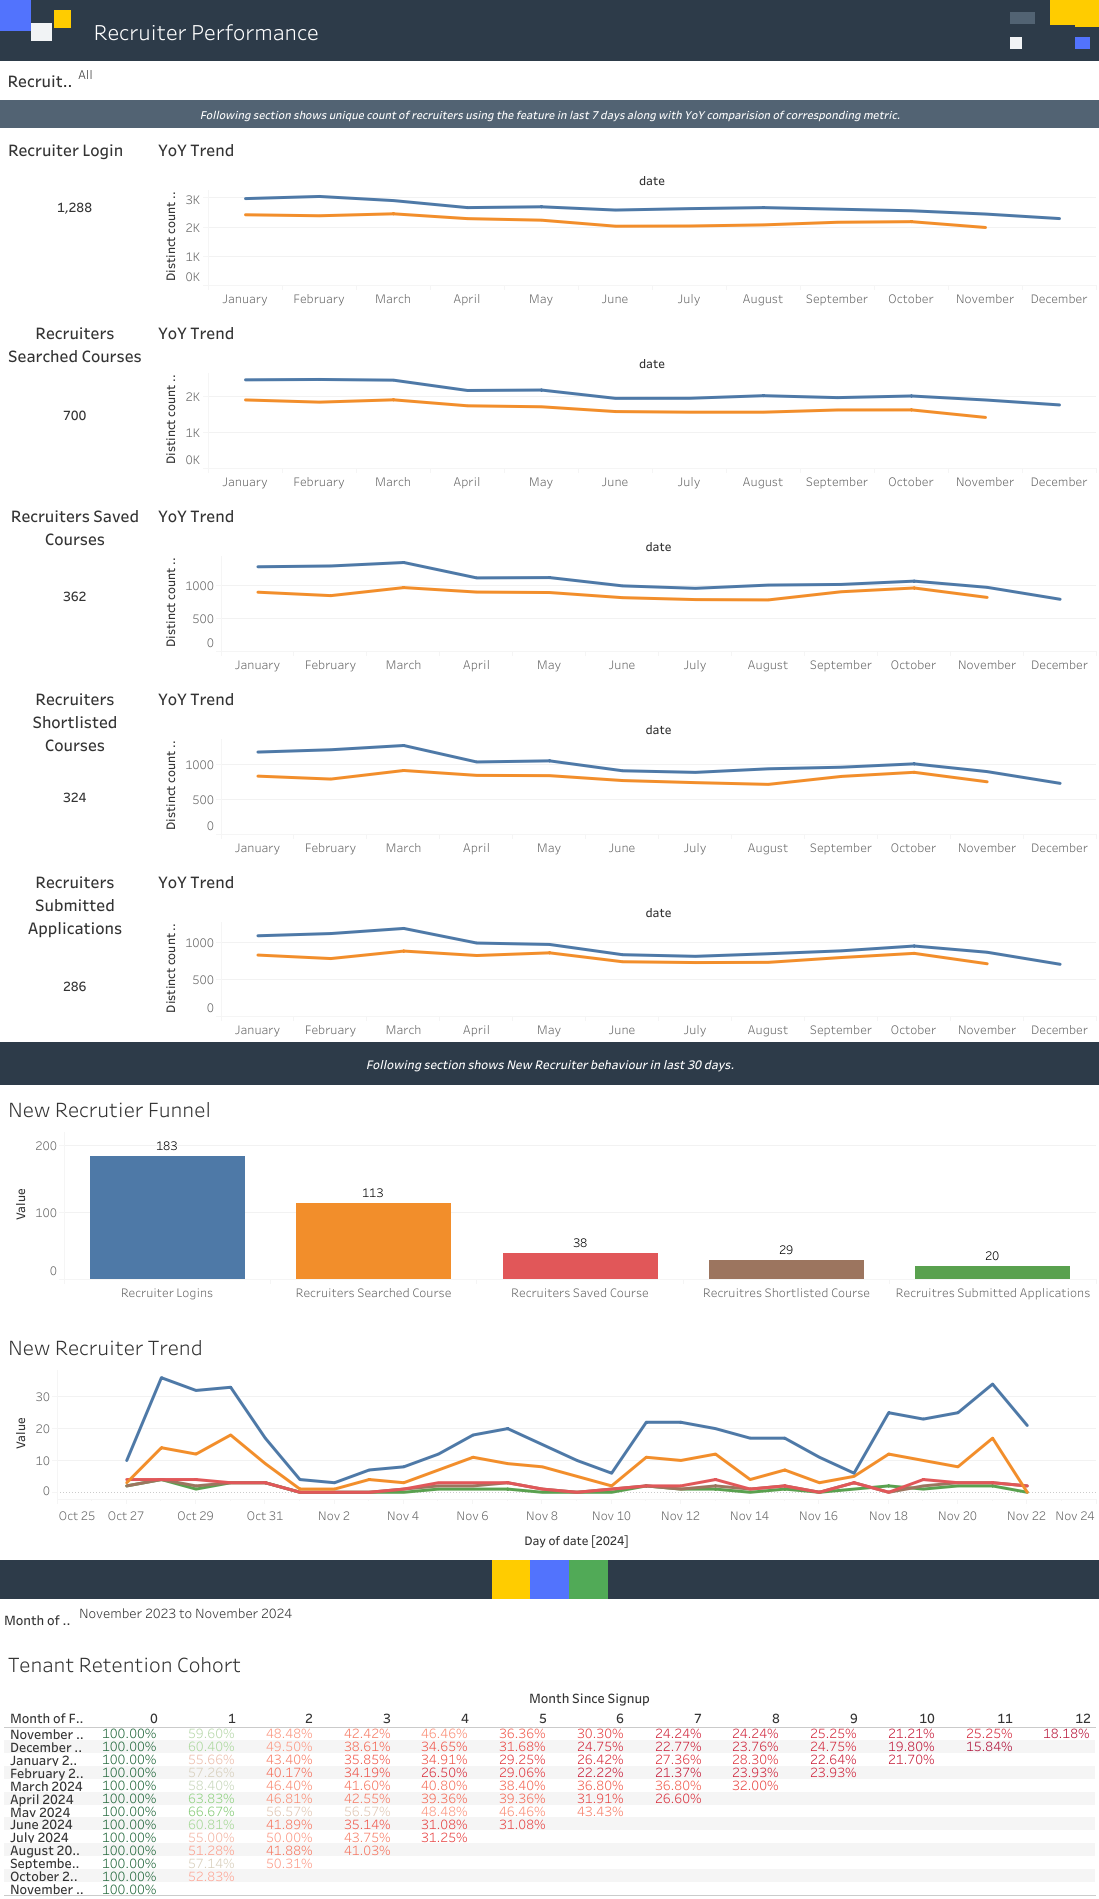 Recruiter Performance
Recruit.. All
Following section shows unique count of recruiters using the feature in last 7 days along with YoY comparision of corresponding metric.
Recruiter Login
1,288
YoY Trend
date
Distinct count ..
3K
2K
1K
0K
January February March April May June July August September October November December
Recruiters
Searched Courses
700
YoY Trend
date
Distinct count ..
2K
1K
0K
January February March April May June July August September October November December
Recruiters Saved
Courses
362
YoY Trend
date
Distinct count ..
1000
500
0
January February March April May June July August September October November December
Recruiters
Shortlisted
Courses
324
YoY Trend
date
Distinct count ..
1000
500
0
January February March April May June July August September October November December
Recruiters
Submitted
Applications
286
YoY Trend
date
Distinct count ..
1000
500
0
January February March April May June July August September October November December
Following section shows New Recruiter behaviour in last 30 days.
New Recrutier Funnel
Value
200
100
0
183
113
38
29
20
Recruiter Logins Recruiters Searched Course Recruiters Saved Course Recruitres Shortlisted Course Recruitres Submitted Applications
New Recruiter Trend
Value
30
20
10
0
Oct 25 Oct 27 Oct 29 Oct 31 Nov 2 Nov 4 Nov 6 Nov 8 Nov 10 Nov 12 Nov 14 Nov 16 Nov 18 Nov 20 Nov 22 Nov 24
Day of date [2024]
Month of .. November 2023 to November 2024
Tenant Retention Cohort
Month Since Signup
Month of F.. 0 1 2 3 4 5 6 7 8 9 10 11 12
November .. 100.00% 59.60% 48.48% 42.42% 46.46% 36.36% 30.30% 24.24% 24.24% 25.25% 21.21% 25.25% 18.18%
December .. 100.00% 60.40% 49.50% 38.61% 34.65% 31.68% 24.75% 22.77% 23.76% 24.75% 19.80% 15.84%
January 2.. 100.00% 55.66% 43.40% 35.85% 34.91% 29.25% 26.42% 27.36% 28.30% 22.64% 21.70%
February 2.. 100.00% 57.26% 40.17% 34.19% 26.50% 29.06% 22.22% 21.37% 23.93% 23.93%
March 2024 100.00% 58.40% 46.40% 41.60% 40.80% 38.40% 36.80% 36.80% 32.00%
April 2024 100.00% 63.83% 46.81% 42.55% 39.36% 39.36% 31.91% 26.60%
May 2024 100.00% 66.67% 56.57% 56.57% 48.48% 46.46% 43.43%
June 2024 100.00% 60.81% 41.89% 35.14% 31.08% 31.08%
July 2024 100.00% 55.00% 50.00% 43.75% 31.25%
August 20.. 100.00% 51.28% 41.88% 41.03%
Septembe.. 100.00% 57.14% 50.31%
October 2.. 100.00% 52.83%
November .. 100.00%